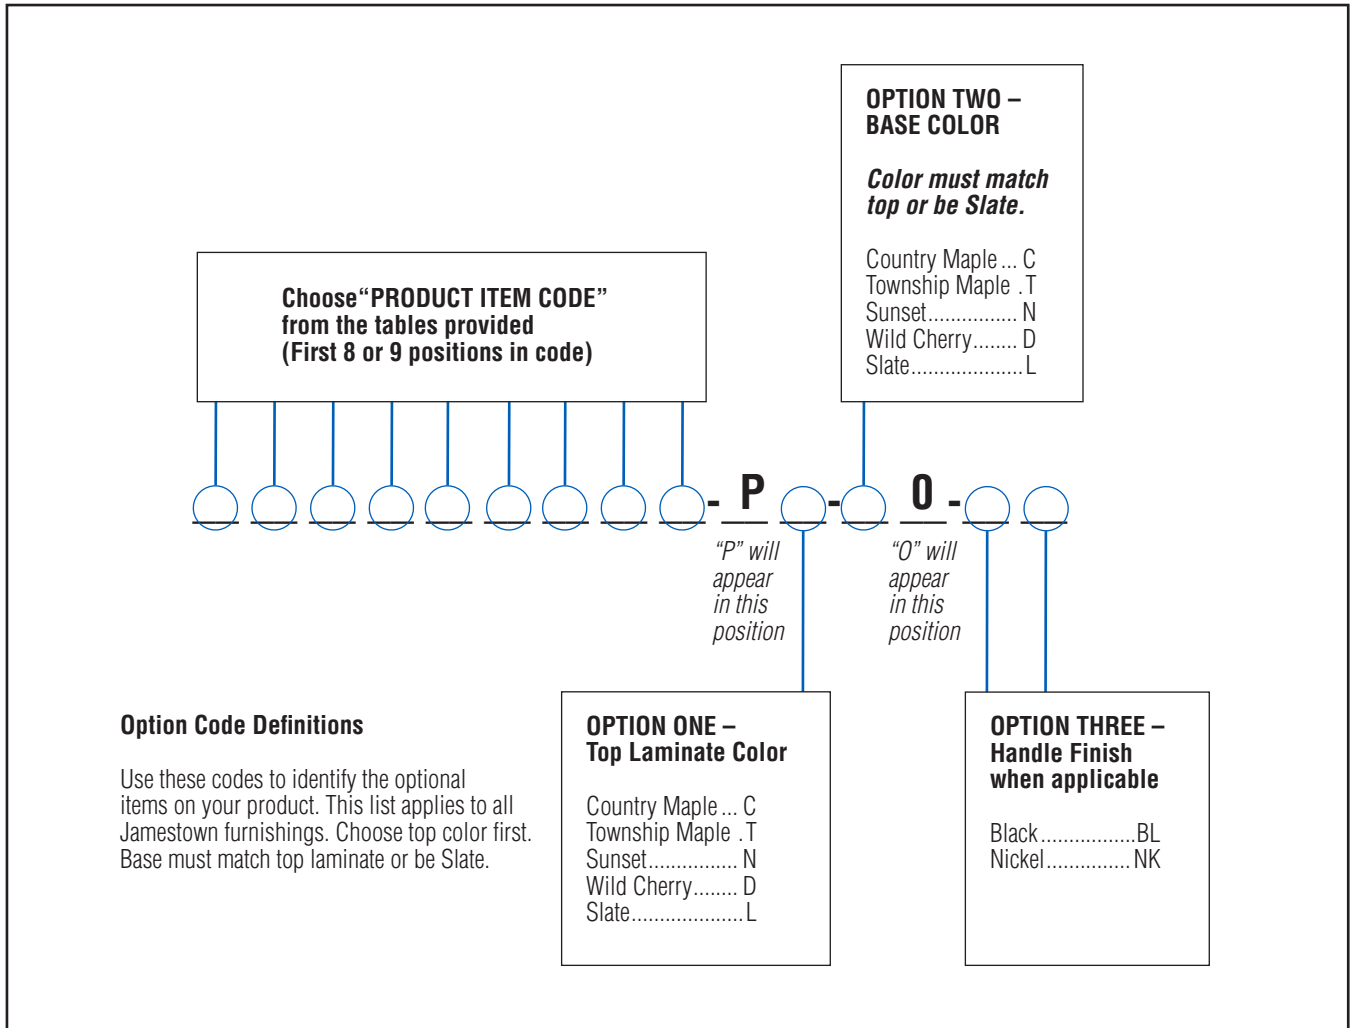 OPTION TWO –
BASE COLOR
Color must match
top or be Slate.
Country Maple ... C
Township Maple . T
Sunset................ N
Wild Cherry........ D
Slate.................... L
Choose“PRODUCT ITEM CODE”
from the tables provided
(First 8 or 9 positions in code)
- P - O -
“P” will
appear
in this
position
“O” will
appear
in this
position
Option Code Definitions
Use these codes to identify the optional
items on your product. This list applies to all
Jamestown furnishings. Choose top color first.
Base must match top laminate or be Slate.
OPTION ONE –
Top Laminate Color
Country Maple ... C
Township Maple . T
Sunset................ N
Wild Cherry........ D
Slate.................... L
OPTION THREE –
Handle Finish
when applicable
Black.................BL
Nickel............... NK